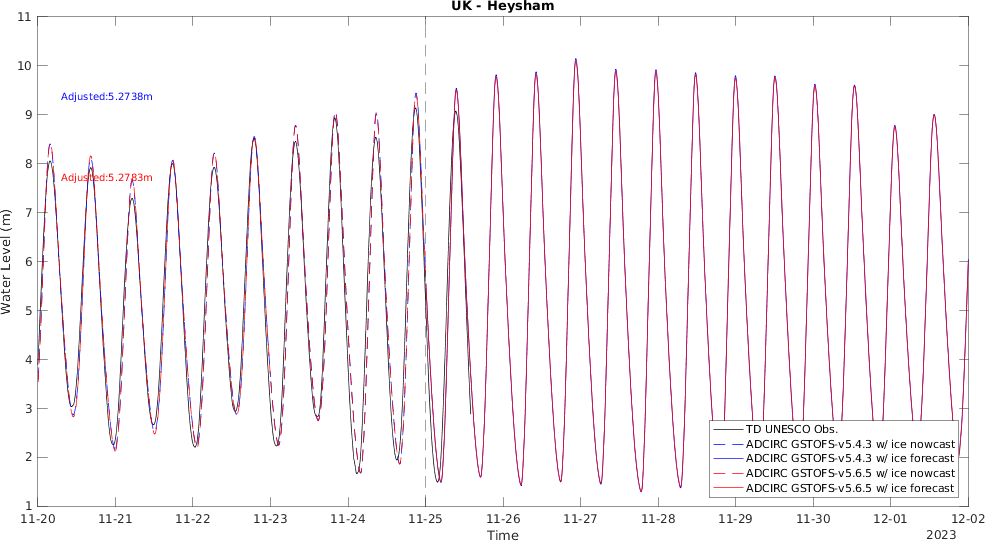 UK - Heysham
11
10
9
8
7
6
5
4
3
2
1
Water Level (m)
Adjusted:5.2738m
Adjusted:5.2783m
TD UNESCO Obs.
ADCIRC GSTOFS-v5.4.3 w/ ice nowcast
ADCIRC GSTOFS-v5.4.3 w/ ice forecast
ADCIRC GSTOFS-v5.6.5 w/ ice nowcast
ADCIRC GSTOFS-v5.6.5 w/ ice forecast
11-20 11-21 11-22 11-23 11-24 11-25 11-26 11-27 11-28 11-29 11-30 12-01 12-02
Time
2023